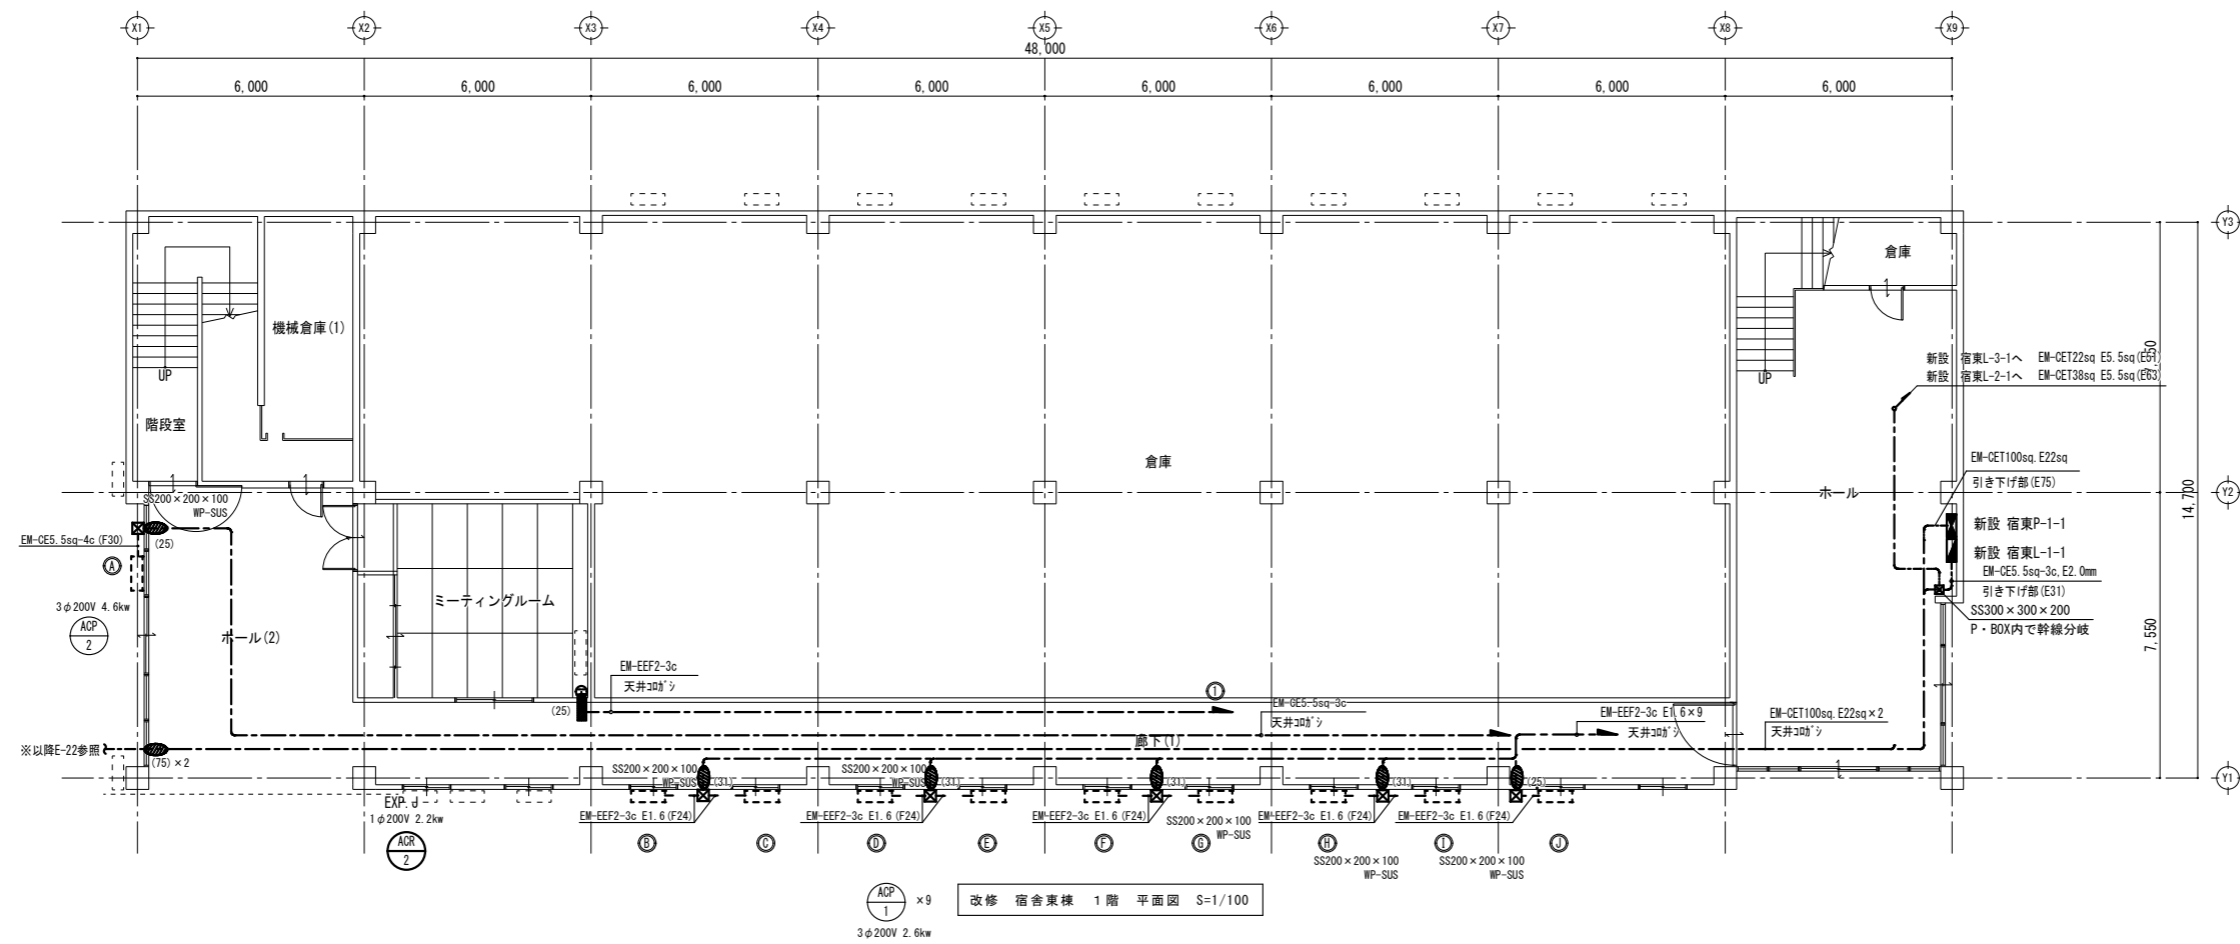 X1 X2 X3 X4 X5 X6 X7 X8 X9
48,000
6,000 6,000 6,000 6,000 6,000 6,000 6,000 6,000
Y3
倉庫
機械倉庫(1)
新設 宿東L-3-1へ EM-CET22sq E5.5sq(E51)
新設 宿東L-2-1へ EM-CET38sq E5.5sq(E63)
UP
UP
階段室
倉庫
EM-CET100sq.E22sq
引き下げ部(E75)
ホール
Y2
14,700
SS200×200×100
WP-SUS
新設 宿東P-1-1
EM-CE5.5sq-4c(F30)
(25)
新設 宿東L-1-1
Ⓐ
EM-CE5.5sq-3c,E2.0mm
引き下げ部(E31)
3φ200V 4.6kw
ミーティングルーム
SS300×300×200
P・BOX内で幹線分岐
ACP
2
ホール(2)
7,550
EM-EEF2-3c
天井コロガシ
①
(25)
EM-CE5.5sq-3c
天井コロガシ
EM-EEF2-3c E1.6×9
天井コロガシ
EM-CET100sq.E22sq×2
天井コロガシ
廊下(1)
※以降E-22参照
(75)×2
SS200×200×100
WP-SUS
(31)
SS200×200×100
WP-SUS
(31)
(31)
(31)
(25)
Y1
EXP.J
1φ200V 2.2kw
EM-EEF2-3c E1.6(F24)
EM-EEF2-3c E1.6(F24)
EM-EEF2-3c E1.6(F24)
SS200×200×100
WP-SUS
EM-EEF2-3c E1.6(F24)
EM-EEF2-3c E1.6(F24)
ACR
2
Ⓑ Ⓒ Ⓓ Ⓔ Ⓕ Ⓖ Ⓗ Ⓘ Ⓙ
SS200×200×100
WP-SUS
SS200×200×100
WP-SUS
ACP
1
×9
改修 宿舎東棟 1階 平面図 S=1/100
3φ200V 2.6kw